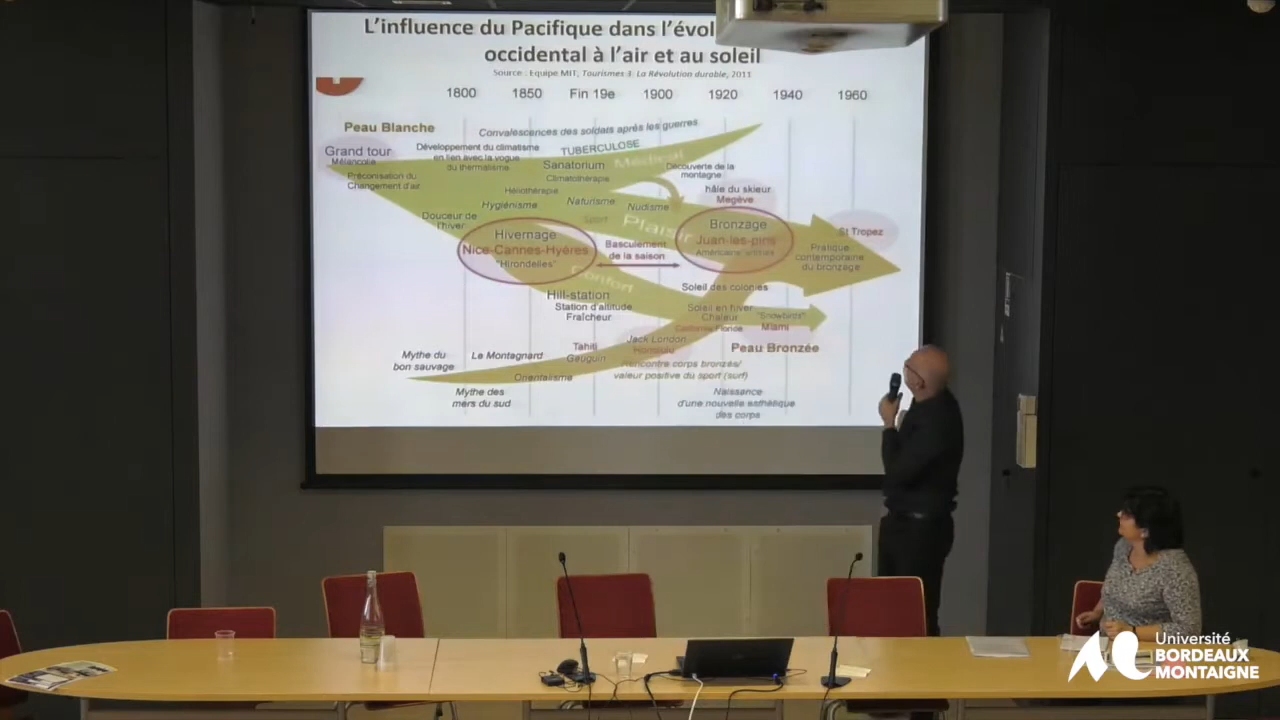 L'influence du Pacifique dans l'évol
occidental à l'air et au soleil
Source : Equipe MIT, Tourismes 3. La Révolution durable, 2011
1800 1850 Fin 19e 1900 1920 1940 1960
Peau Blanche
Convalescences des soldats après les guerres
Grand tour
Mélancolie
Développement du climatisme
en lien avec la vogue
du thermalisme
TUBERCULOSE
Médical
Sanatorium
Climatothérapie
Découverte de la
montagne
Préconisation du
Changement d'air
Héliothérapie
hâle du skieur
Megève
Hygiénisme
Naturisme
Nudisme
Douceur de
l'hiver
Sport
Plaisir
Hivernage
Nice-Cannes-Hyères
"Hirondelles"
Basculement
de la saison
Bronzage
Juan-les-pins
St Tropez
Pratique
contemporaine
du bronzage
Confort
Hill-station
Station d'altitude
Fraîcheur
Soleil des colonies
Soleil en hiver
Chaleur
Californie Floride
"Snowbirds"
Miami
Jack London
Honolulu
Peau Bronzée
Tahiti
Gauguin
Mythe du
bon sauvage
Le Montagnard
Orientalisme
Rencontre corps bronzés/
valeur positive du sport (surf)
Mythe des
mers du sud
Naissance
d'une nouvelle esthétique
des corps
Université
BORDEAUX
MONTAIGNE